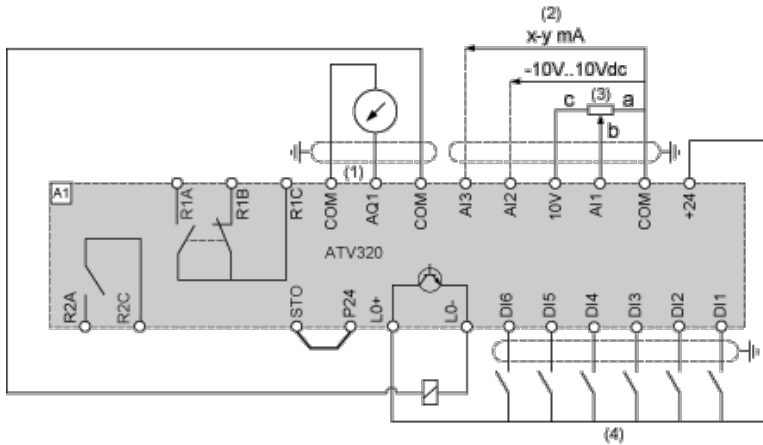 (2)
x-y mA
-10V..10Vdc
c (3) a
b
(1)
A1
R1A
R1B
R1C
COM
AQ1
COM
AI3
AI2
10V
AI1
COM
+24
ATV320
R2A
R2C
STO
P24
L0+
L0-
DI6
DI5
DI4
DI3
DI2
DI1
(4)